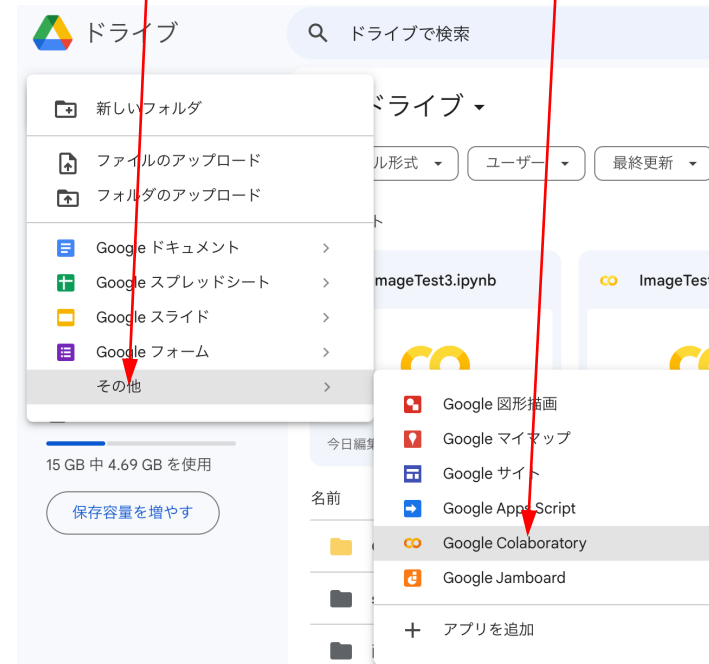 ドライブ
ドライブで検索
新しいフォルダ
ファイルのアップロード
フォルダのアップロード
Google ドキュメント
Google スプレッドシート
Google スライド
Google フォーム
その他
15 GB 中 4.69 GB を使用
保存容量を増やす
ドライブ
ル形式
ユーザー
最終更新
ト
mageTest3.ipynb
ImageTes
今日編集
名前
Google 図形描画
Google マイマップ
Google サイト
Google Apps Script
Google Colaboratory
Google Jamboard
アプリを追加